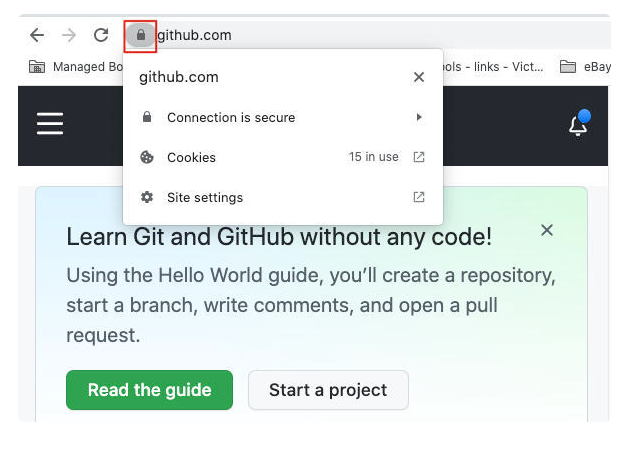 github.com
Managed Bo
ools - links - Vict...
eBay
github.com
Connection is secure
Cookies
15 in use
Site settings
Learn Git and GitHub without any code!
Using the Hello World guide, you'll create a repository,
start a branch, write comments, and open a pull
request.
Read the guide
Start a project